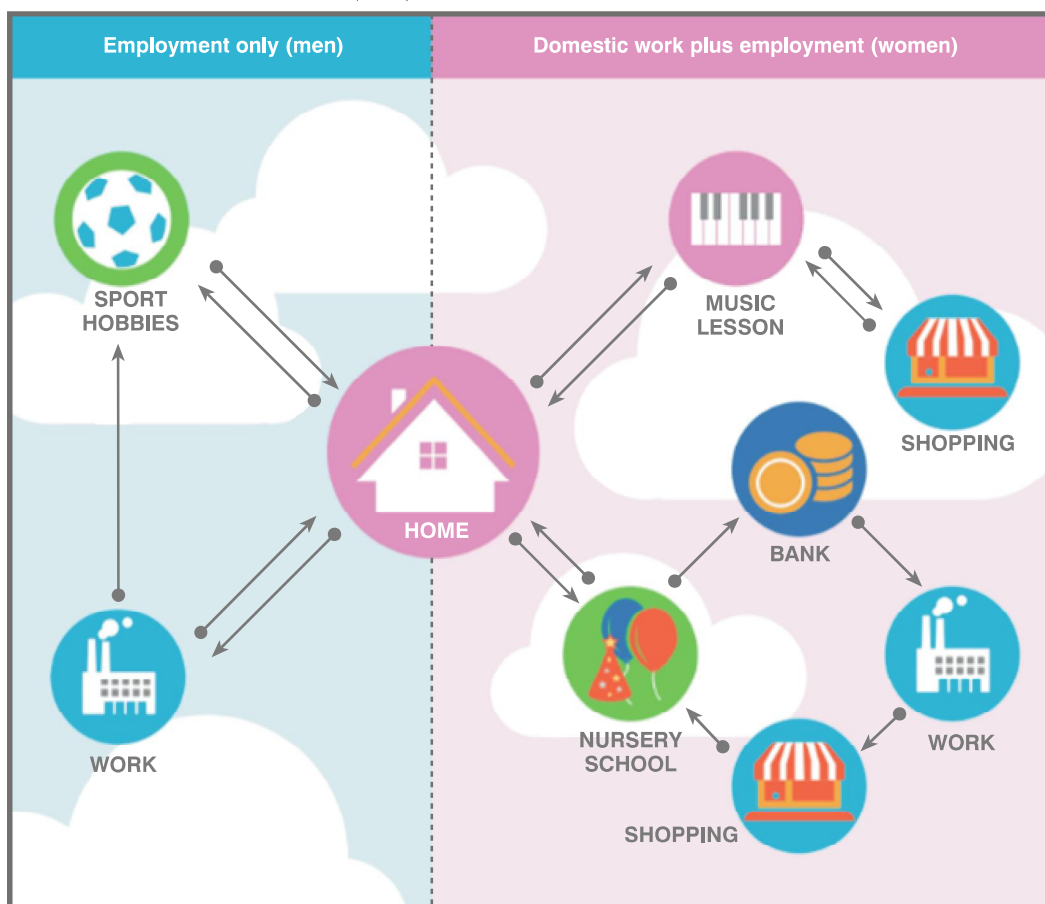 Employment only (men)
Domestic work plus employment (women)
SPORT
HOBBIES
MUSIC
LESSON
SHOPPING
HOME
BANK
WORK
NURSERY
SCHOOL
WORK
SHOPPING